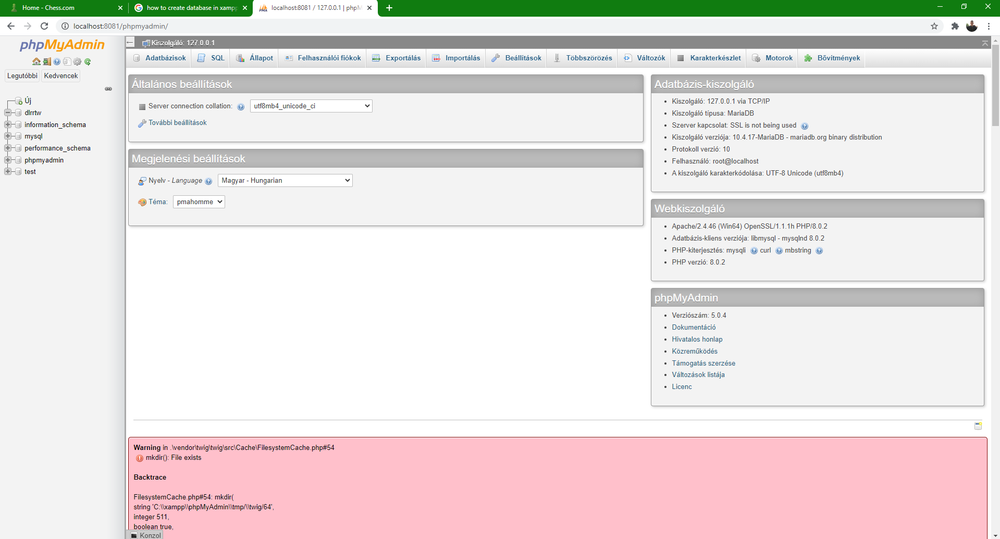 Home - Chess.com
how to create database in xampp
localhost:8081 / 127.0.0.1 | phpM
localhost:8081/phpmyadmin/
phpMyAdmin
Legutóbbi
Kedvencek
Új
dlrrtw
information_schema
mysql
performance_schema
phpmyadmin
test
Kiszolgáló: 127.0.0.1
Adatbázisok
SQL
Állapot
Felhasználói fiókok
Exportálás
Importálás
Beállítások
Többszörözés
Változók
Karakterkészlet
Motorok
Bővítmények
Általános beállítások
Server connection collation:
utf8mb4_unicode_ci
További beállítások
Megjelenési beállítások
Nyelv - Language
Magyar - Hungarian
Téma:
pmahomme
Adatbázis-kiszolgáló
Kiszolgáló: 127.0.0.1 via TCP/IP
Kiszolgáló típusa: MariaDB
Szerver kapcsolat: SSL is not being used
Kiszolgáló verziója: 10.4.17-MariaDB - mariadb.org binary distribution
Protokoll verzió: 10
Felhasználó: root@localhost
A kiszolgáló karakterkódolása: UTF-8 Unicode (utf8mb4)
Webkiszolgáló
Apache/2.4.46 (Win64) OpenSSL/1.1.1h PHP/8.0.2
Adatbázis-kliens verziója: libmysql - mysqlnd 8.0.2
PHP-kiterjesztés: mysqli curl mbstring
PHP verzió: 8.0.2
phpMyAdmin
Verziószám: 5.0.4
Dokumentáció
Hivatalos honlap
Közreműködés
Támogatás szerzése
Változások listája
Licenc
Warning in .\vendor\twig\twig\src\Cache\FilesystemCache.php#54
mkdir(): File exists
Backtrace
FilesystemCache.php#54: mkdir(
string 'C:\\xampp\\phpMyAdmin\\tmp/\\twig/64',
integer 511,
boolean true,
Konzol